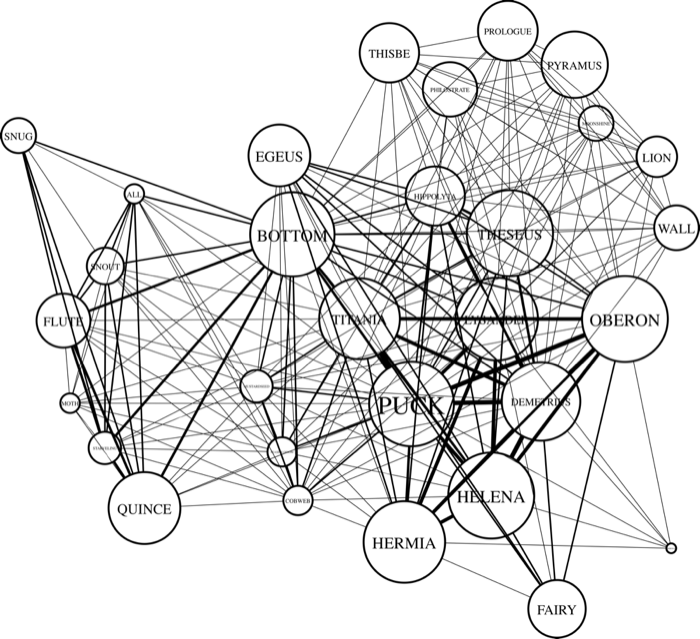 PROLOGUE
THISBE
PYRAMUS
PHILOSTRATE
MOONSHINE
SNUG
EGEUS
LION
ALL
HIPPOLYTA
WALL
BOTTOM
THESEUS
SNOUT
FLUTE
TITANIA
LYSANDER
OBERON
MUSTARDSEED
MOTH
PUCK
DEMETRIUS
STARVELING
HELENA
COBWEB
QUINCE
HERMIA
FAIRY